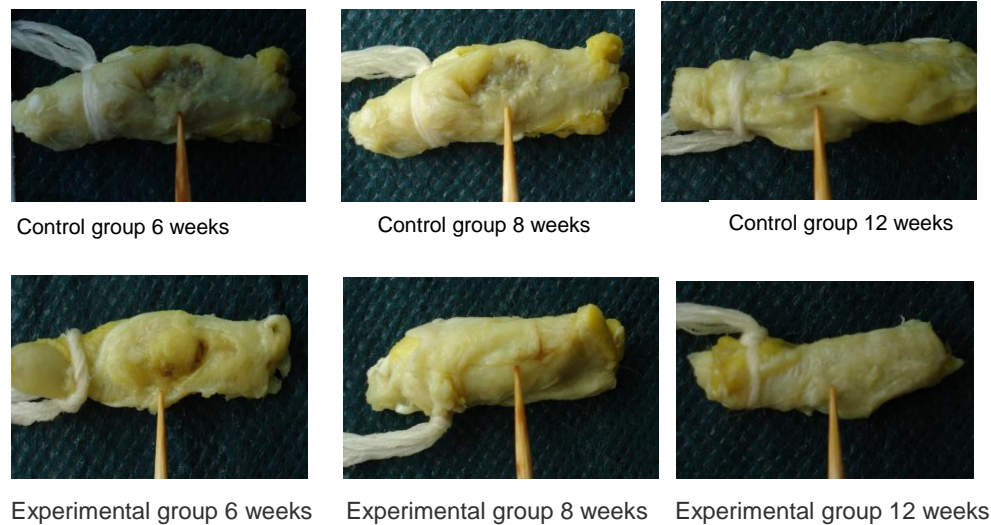 Control group 6 weeks
Control group 8 weeks
Control group 12 weeks
Experimental group 6 weeks
Experimental group 8 weeks
Experimental group 12 weeks